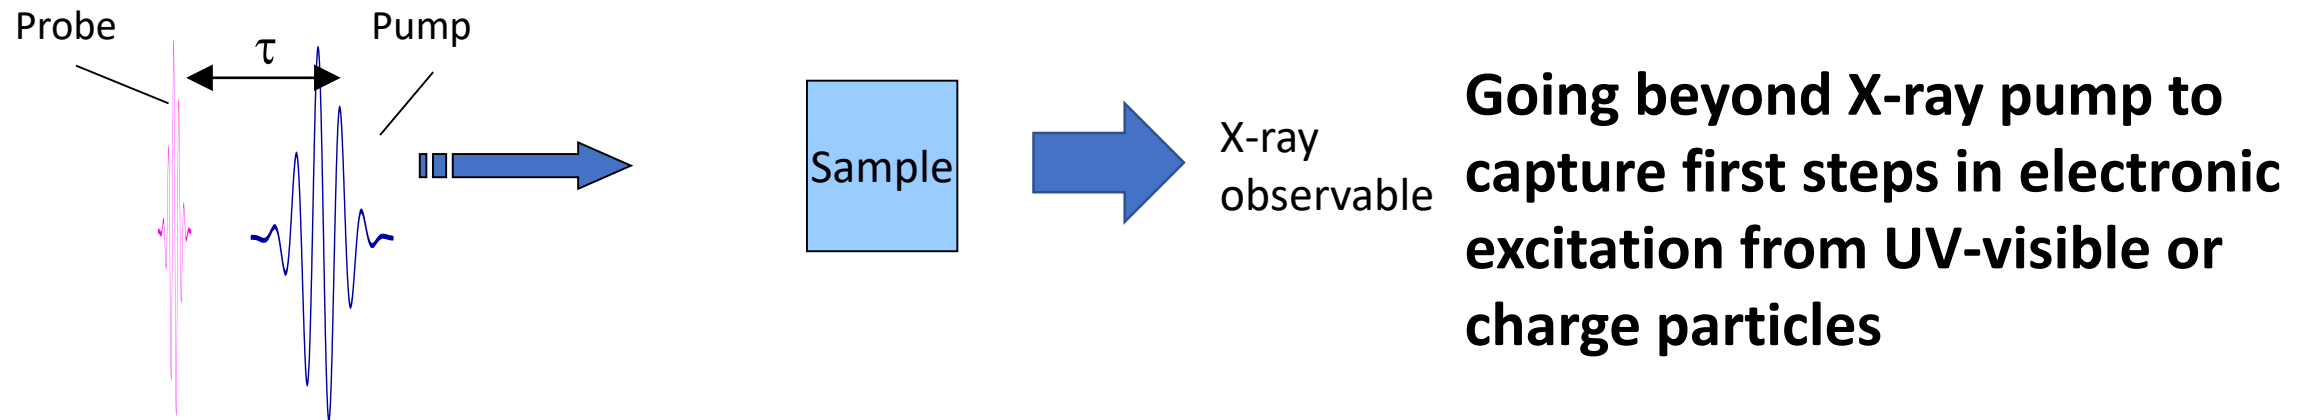 Probe
τ
Pump
Sample
X-ray
observable
Going beyond X-ray pump to
capture first steps in electronic
excitation from UV-visible or
charge particles